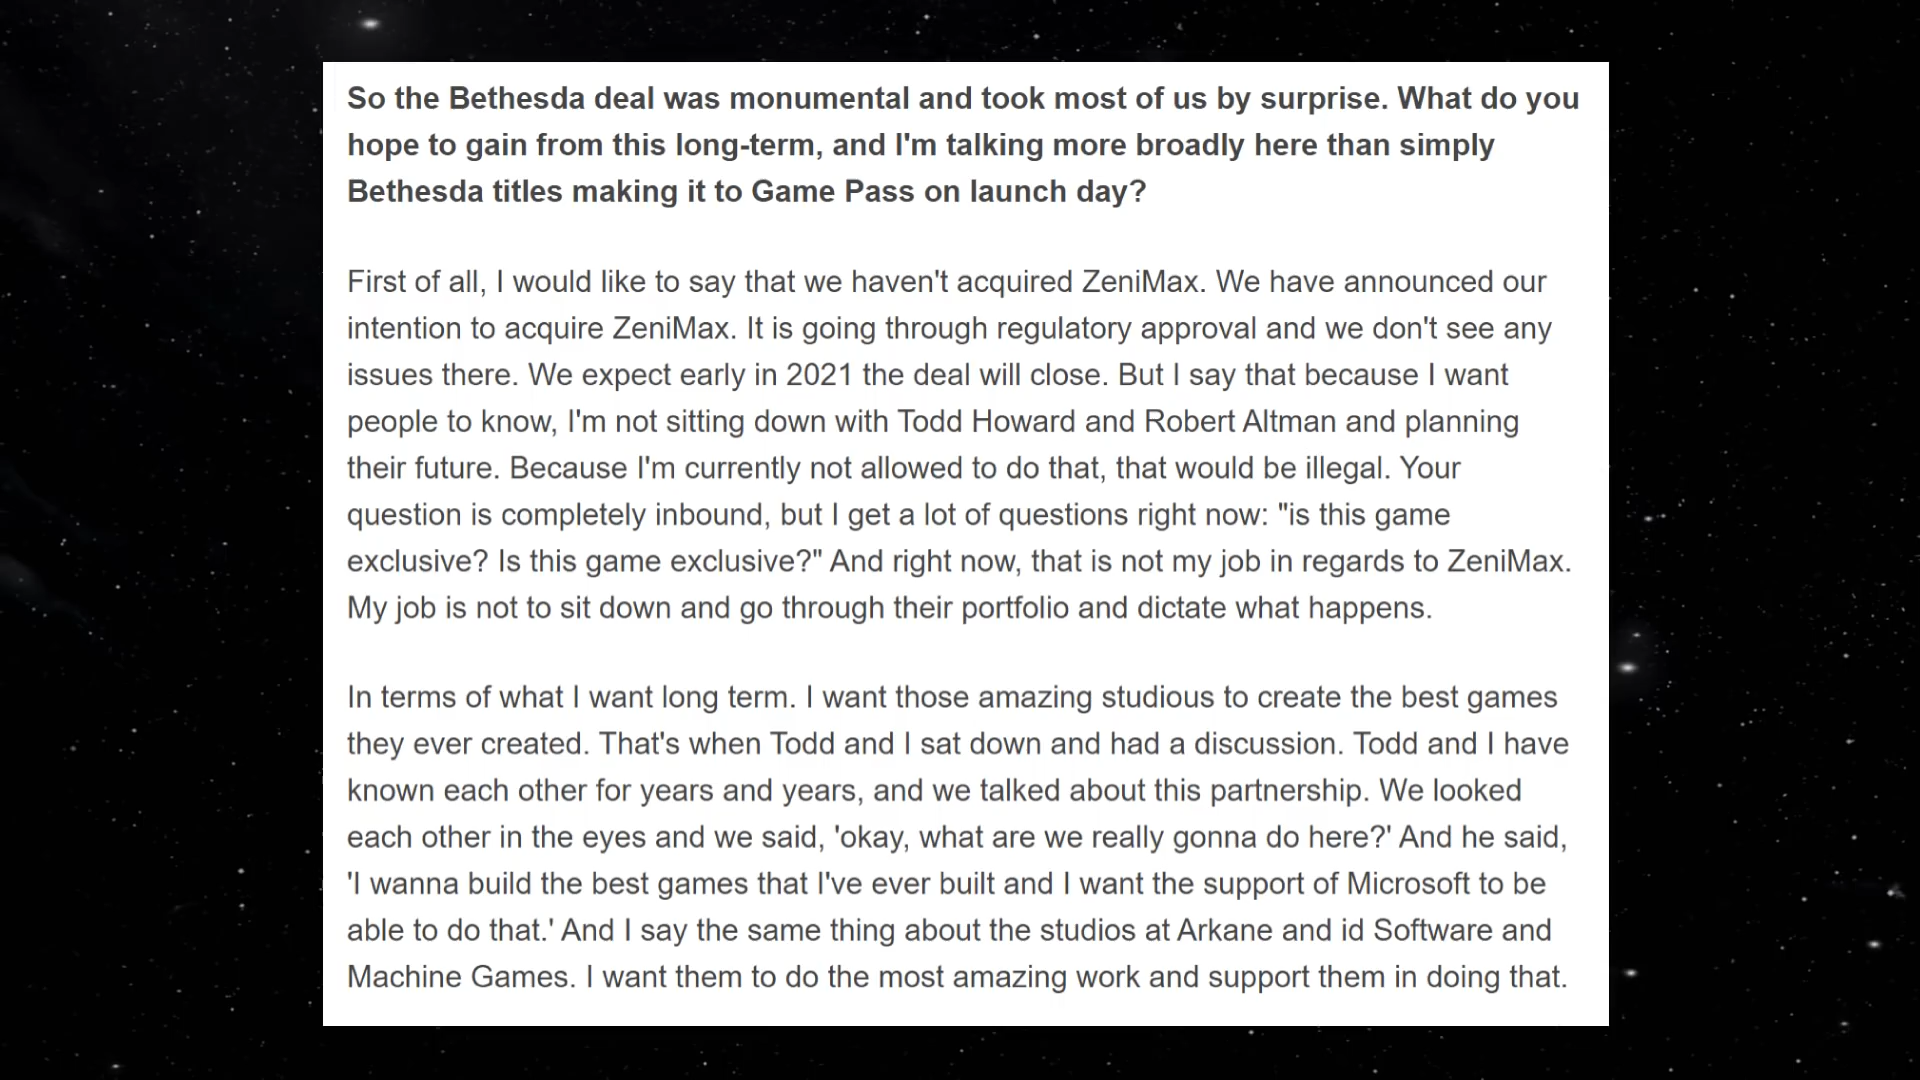 So the Bethesda deal was monumental and took most of us by surprise. What do you
hope to gain from this long-term, and I'm talking more broadly here than simply
Bethesda titles making it to Game Pass on launch day?
First of all, I would like to say that we haven't acquired ZeniMax. We have announced our
intention to acquire ZeniMax. It is going through regulatory approval and we don't see any
issues there. We expect early in 2021 the deal will close. But I say that because I want
people to know, I'm not sitting down with Todd Howard and Robert Altman and planning
their future. Because I'm currently not allowed to do that, that would be illegal. Your
question is completely inbound, but I get a lot of questions right now: "is this game
exclusive? Is this game exclusive?" And right now, that is not my job in regards to ZeniMax.
My job is not to sit down and go through their portfolio and dictate what happens.
In terms of what I want long term. I want those amazing studious to create the best games
they ever created. That's when Todd and I sat down and had a discussion. Todd and I have
known each other for years and years, and we talked about this partnership. We looked
each other in the eyes and we said, 'okay, what are we really gonna do here?' And he said,
'I wanna build the best games that I've ever built and I want the support of Microsoft to be
able to do that.' And I say the same thing about the studios at Arkane and id Software and
Machine Games. I want them to do the most amazing work and support them in doing that.